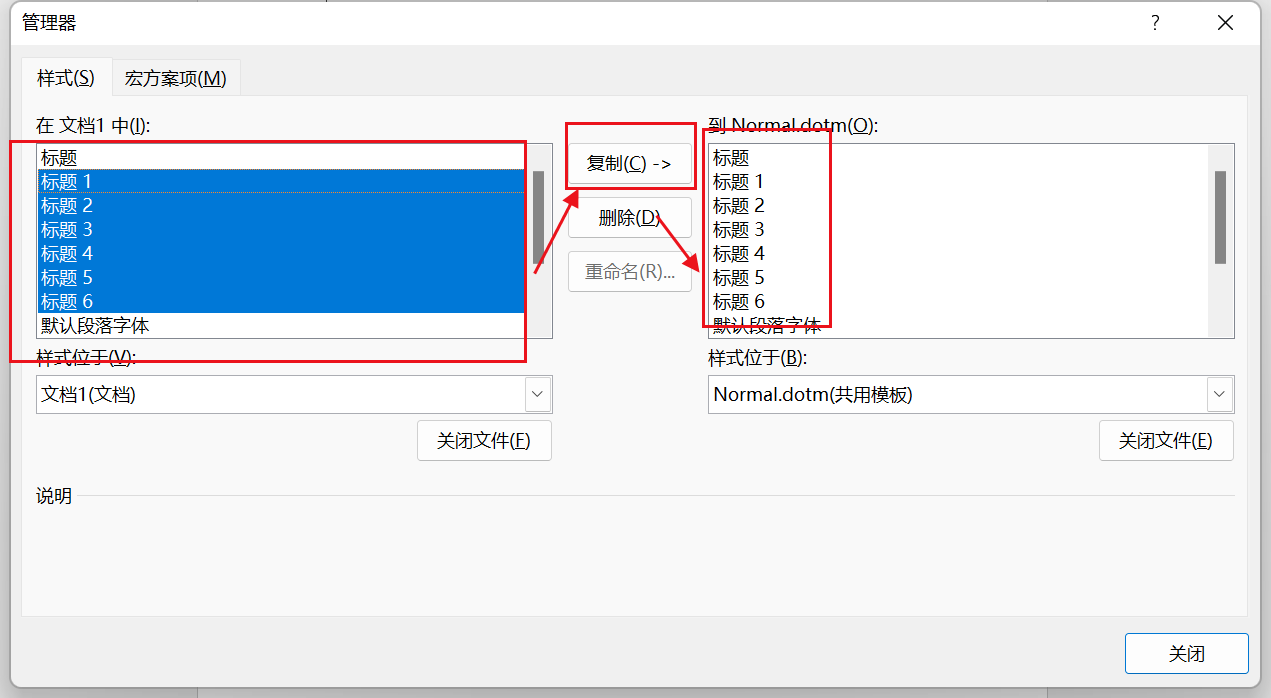 管理器
?
样式(S) 宏方案项(M)
在 文档1 中(I):
标题
标题 1
标题 2
标题 3
标题 4
标题 5
标题 6
默认段落字体
样式位于(V):
文档1(文档)
关闭文件(F)
复制(C) ->
删除(D)
重命名(R)...
到 Normal.dotm(O):
标题
标题 1
标题 2
标题 3
标题 4
标题 5
标题 6
默认段落字体
样式位于(B):
Normal.dotm(共用模板)
关闭文件(E)
说明
关闭